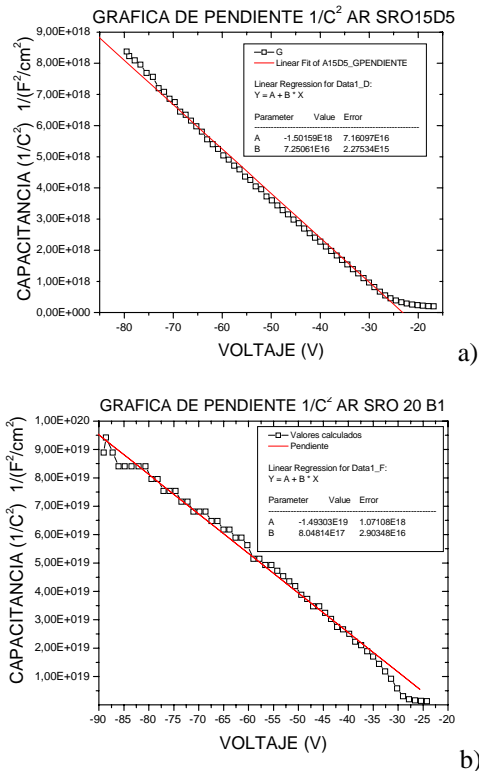 GRAFICA DE PENDIENTE 1/C² AR SRO15D5
CAPACITANCIA (1/C²) 1/(F²/cm²)
9,00E+018
8,00E+018
7,00E+018
6,00E+018
5,00E+018
4,00E+018
3,00E+018
2,00E+018
1,00E+018
0,00E+000
G
Linear Fit of A15D5_GPENDIENTE
Linear Regression for Data1_D:
Y = A + B * X
Parameter Value Error
A -1.50159E18 7.16097E16
B 7.25061E16 2.27534E15
-80 -70 -60 -50 -40 -30 -20
VOLTAJE (V)
a)
GRAFICA DE PENDIENTE 1/C² AR SRO 20 B1
CAPACITANCIA (1/C²) 1/(F²/cm²)
1,00E+020
9,00E+019
8,00E+019
7,00E+019
6,00E+019
5,00E+019
4,00E+019
3,00E+019
2,00E+019
1,00E+019
Valores calculados
Pendiente
Linear Regression for Data1_F:
Y = A + B * X
Parameter Value Error
A -1.49303E19 1.07108E18
B 8.04814E17 2.90348E16
-90 -85 -80 -75 -70 -65 -60 -55 -50 -45 -40 -35 -30 -25 -20
VOLTAJE (V)
b)